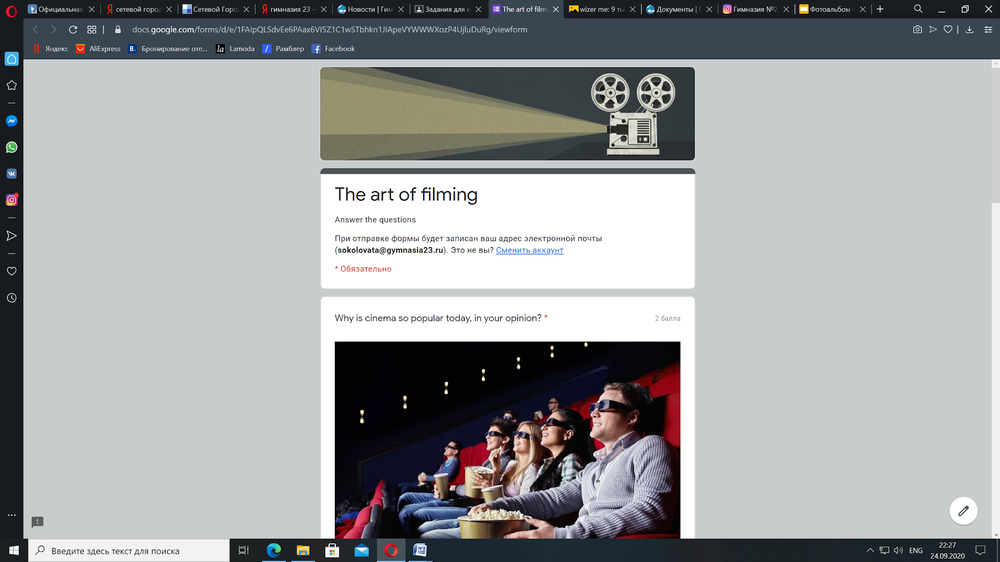 Официальная
сетевой город
Сетевой Горо
гимназия 23 –
Новости | Гим
Задания для к
The art of filmi
wizer me: 9 ты
Документы | Г
Гимназия №2
Фотоальбом -
docs.google.com/forms/d/e/1FAIpQLSdvEe6PAax6VI5Z1C1wSTbhkn1JIApeVYWWWXozP4UjluDuRg/viewform
Яндекс
AliExpress
B.
Бронирование оте...
la
Lamoda
Рамблер
Facebook
The art of filming
Answer the questions
При отправке формы будет записан ваш адрес электронной почты
(sokolovata@gymnasia23.ru). Это не вы? Сменить аккаунт
* Обязательно
Why is cinema so popular today, in your opinion? *
2 балла
Введите здесь текст для поиска
ENG
22:27
24.09.2020